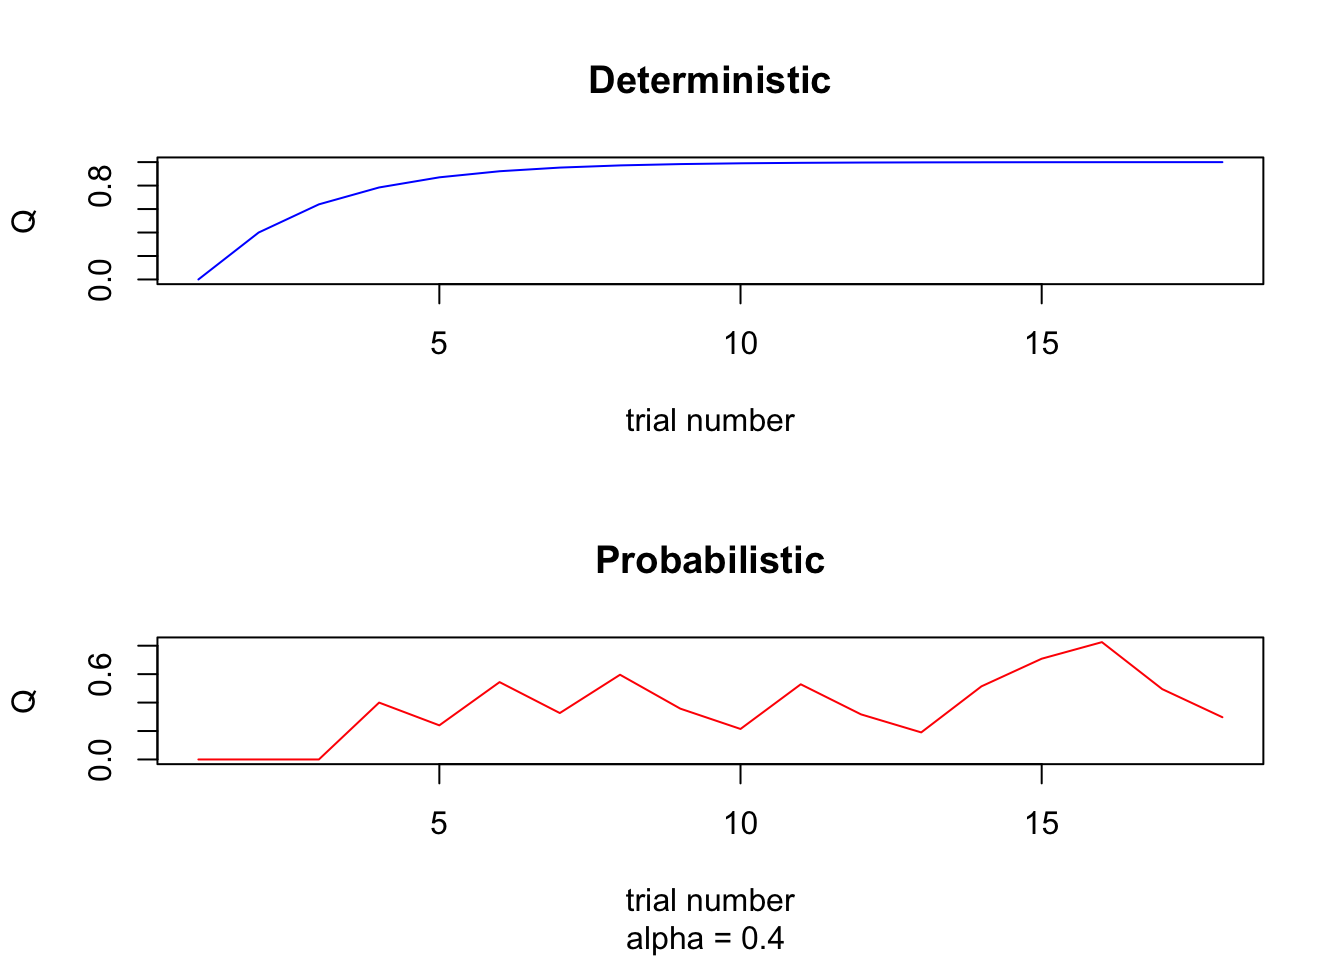 Deterministic
Q
0.8
0.0
5 10 15
trial number
Probabilistic
Q
0.6
0.0
5 10 15
trial number
alpha = 0.4